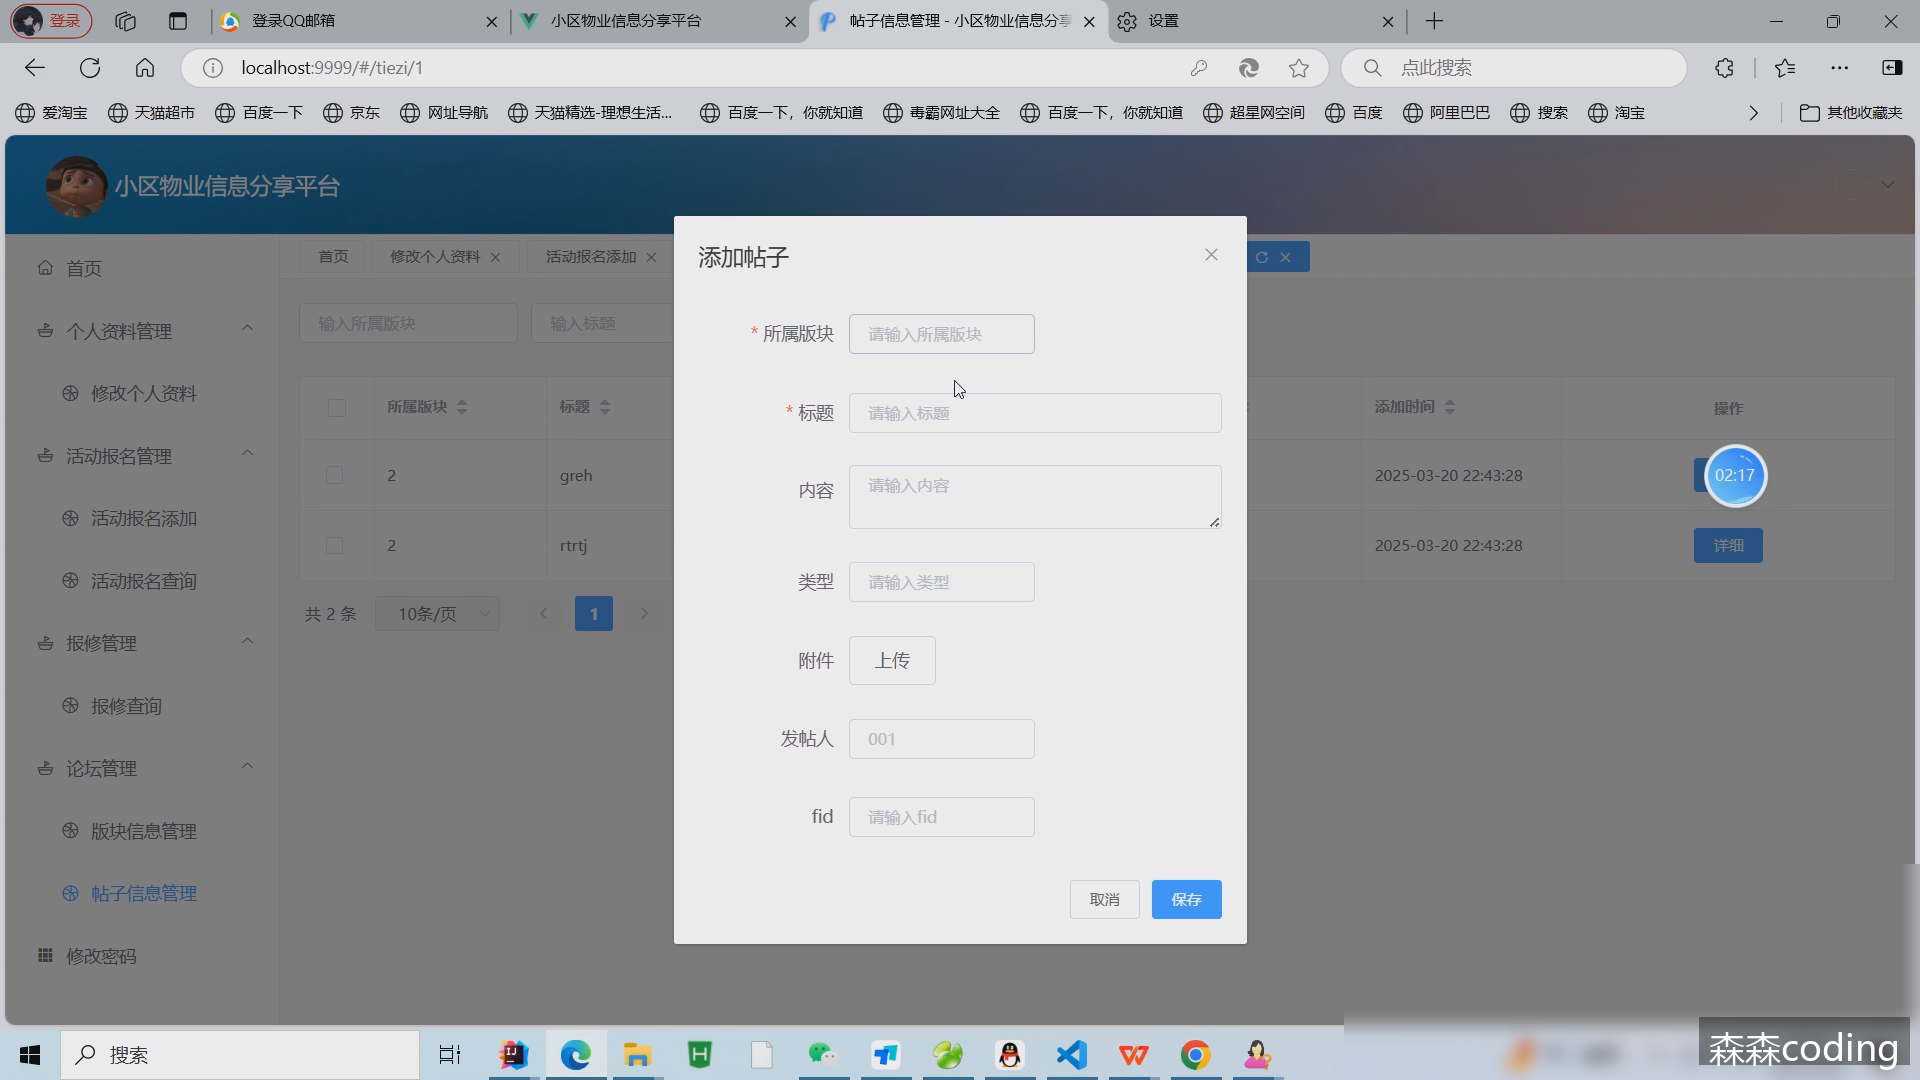 登录
登录QQ邮箱
小区物业信息分享平台
帖子信息管理 - 小区物业信息分享
设置
localhost:9999/#/tiezi/1
点此搜索
爱淘宝
天猫超市
百度一下
京东
网址导航
天猫精选-理想生活...
百度一下，你就知道
毒霸网址大全
百度一下，你就知道
超星网空间
百度
阿里巴巴
搜索
淘宝
其他收藏夹
小区物业信息分享平台
首页
个人资料管理
修改个人资料
活动报名管理
活动报名添加
活动报名查询
报修管理
报修查询
论坛管理
版块信息管理
帖子信息管理
修改密码
首页
修改个人资料
活动报名添加
输入所属版块
输入标题
所属版块
标题
添加时间
操作
2
greh
2025-03-20 22:43:28
02:17
2
rtrtj
2025-03-20 22:43:28
详细
共 2 条
10条/页
1
添加帖子
* 所属版块
请输入所属版块
* 标题
请输入标题
内容
请输入内容
类型
请输入类型
附件
上传
发帖人
001
fid
请输入fid
取消
保存
搜索
森森coding